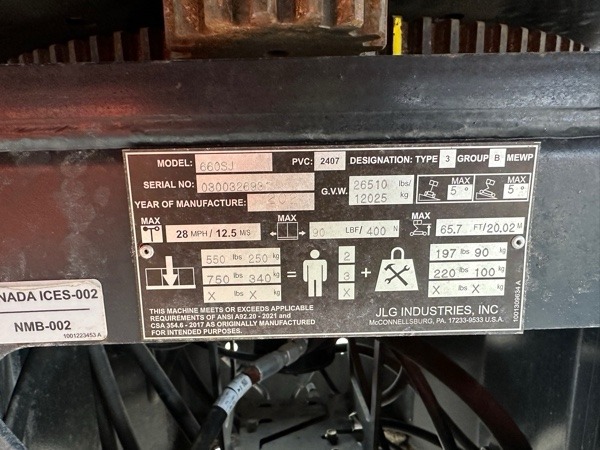 MODEL: 660SJ PVC: 2407 DESIGNATION: TYPE 3 GROUP B MEWP
SERIAL NO: G.V.W. 26510 lbs/ 12025 kg
MAX 5° MAX 5°
YEAR OF MANUFACTURE:
MAX 28 MPH / 12.5 M/S 90 LBF/ 400 N MAX 65.7 FT/20.02 M
550 lbs 250 kg = 2 + 197 lbs 90 kg
750 lbs 340 kg 3 220 lbs 100 kg
X lbs X kg X X lbs X kg
THIS MACHINE MEETS OR EXCEEDS APPLICABLE
REQUIREMENTS OF ANSI A92.20 - 2021 and
CSA 354.6 - 2017 AS ORIGINALLY MANUFACTURED
FOR INTENDED PURPOSES.
JLG INDUSTRIES, INC
McCONNELLSBURG, PA. 17233-9533 U.S.A.
NADA ICES-002
NMB-002
1001223453 A